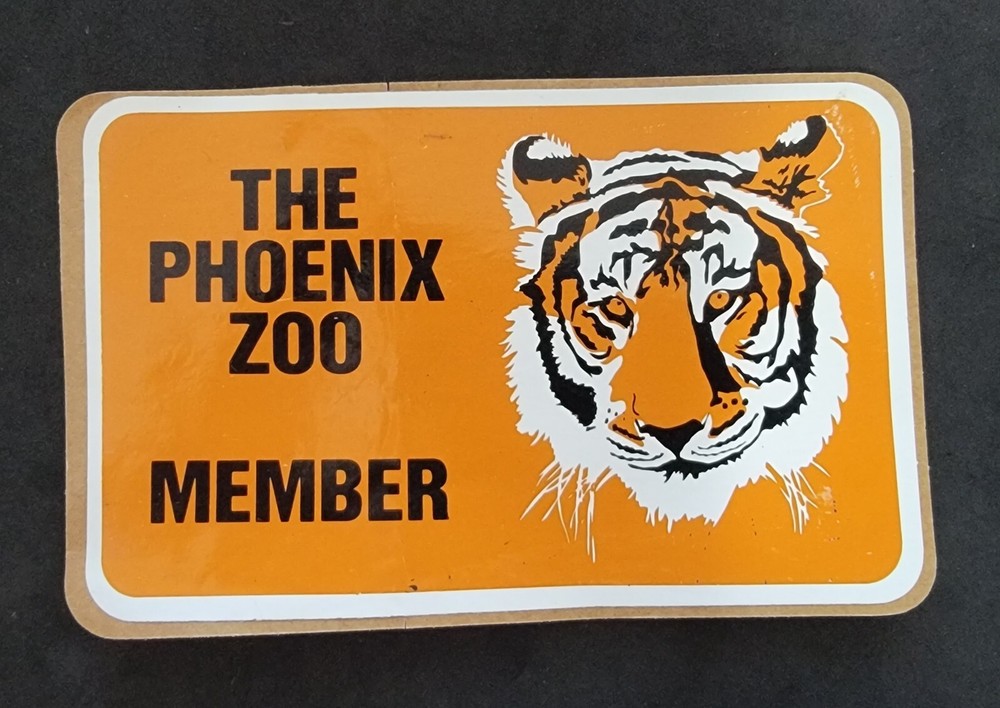 THE
PHOENIX
ZOO
MEMBER